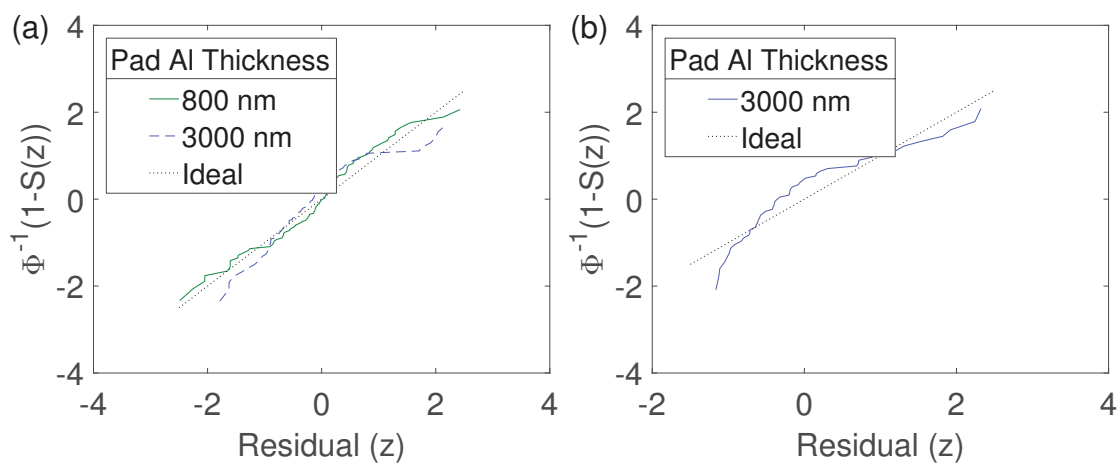 (a)
4
2
0
-2
-4
Φ⁻¹(1-S(z))
Pad Al Thickness
800 nm
3000 nm
Ideal
-4
-2
0
2
4
Residual (z)
(b)
4
2
0
-2
-4
Φ⁻¹(1-S(z))
Pad Al Thickness
3000 nm
Ideal
-2
0
2
4
Residual (z)